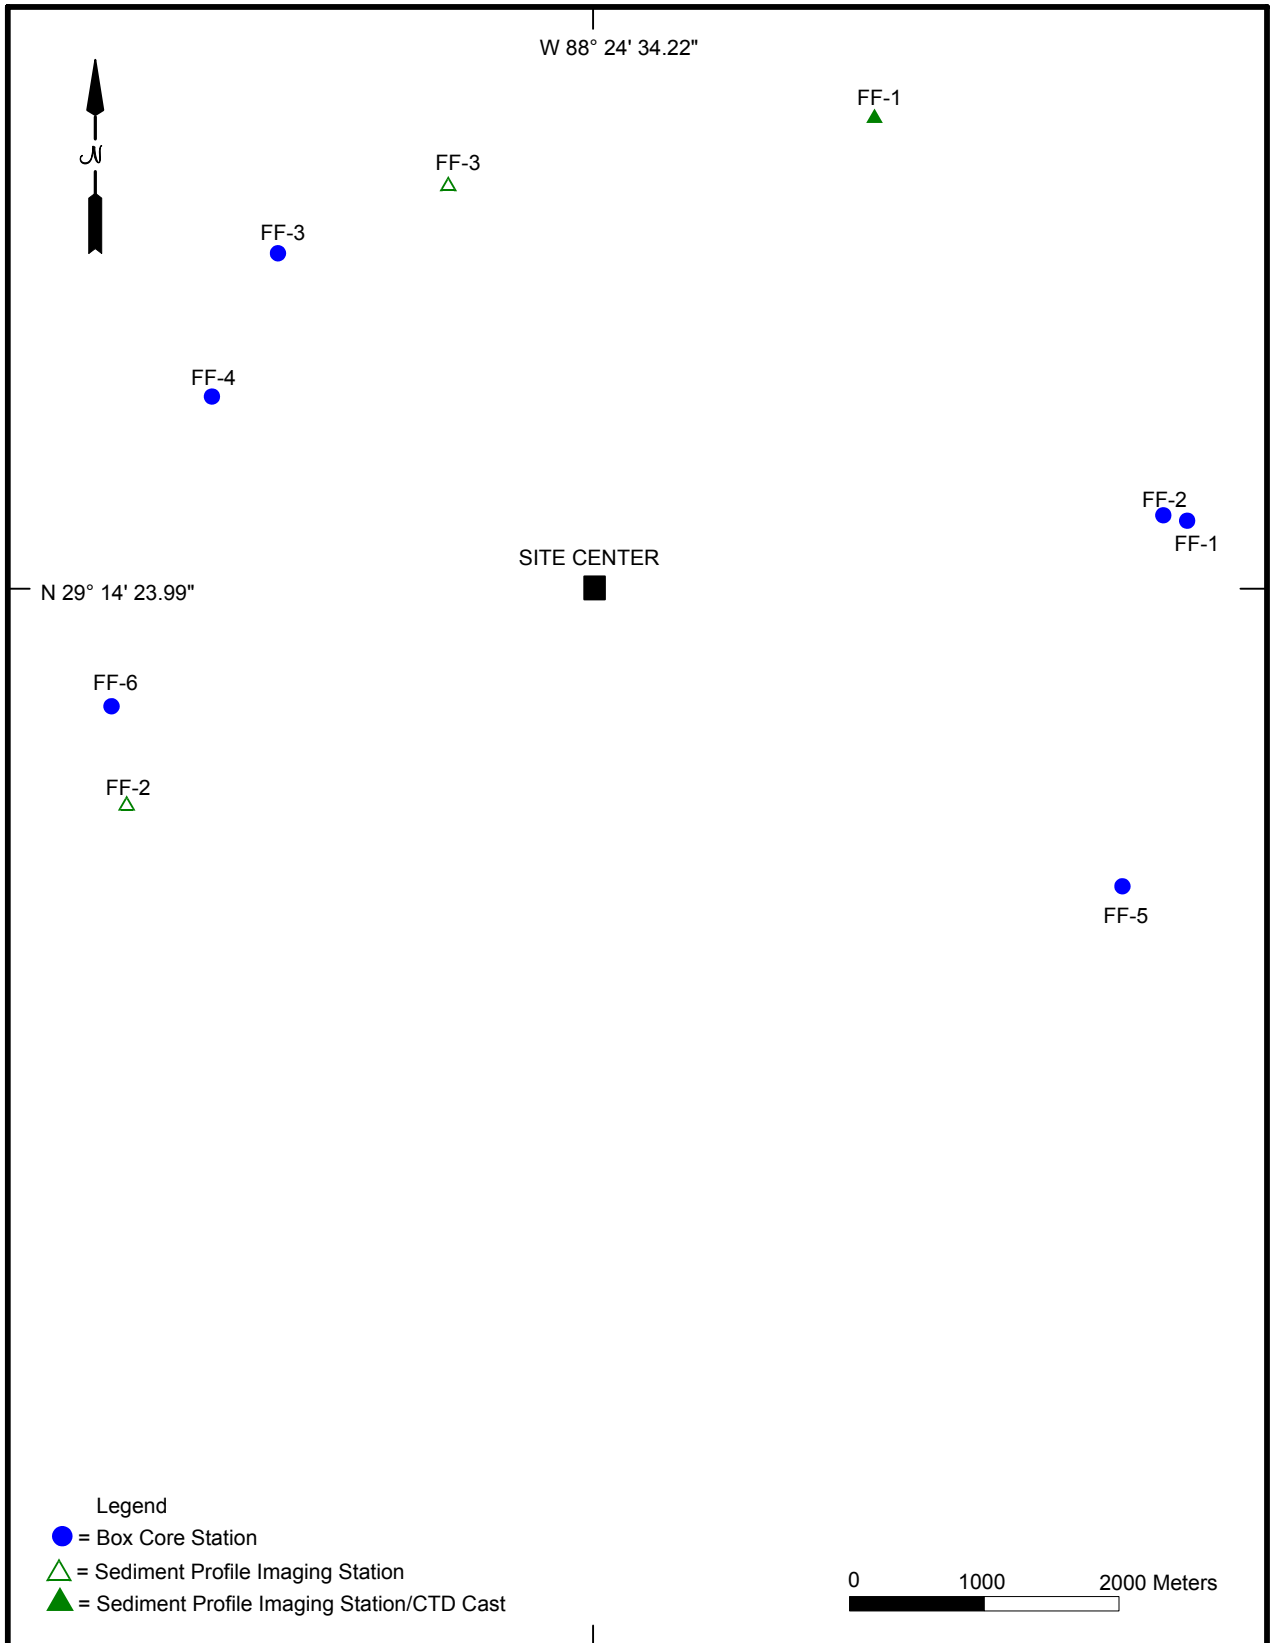 W 88° 24' 34.22"
FF-1
N
FF-3
FF-3
FF-4
FF-2
FF-1
SITE CENTER
N 29° 14' 23.99"
FF-6
FF-2
FF-5
Legend
= Box Core Station
= Sediment Profile Imaging Station
= Sediment Profile Imaging Station/CTD Cast
0 1000 2000 Meters